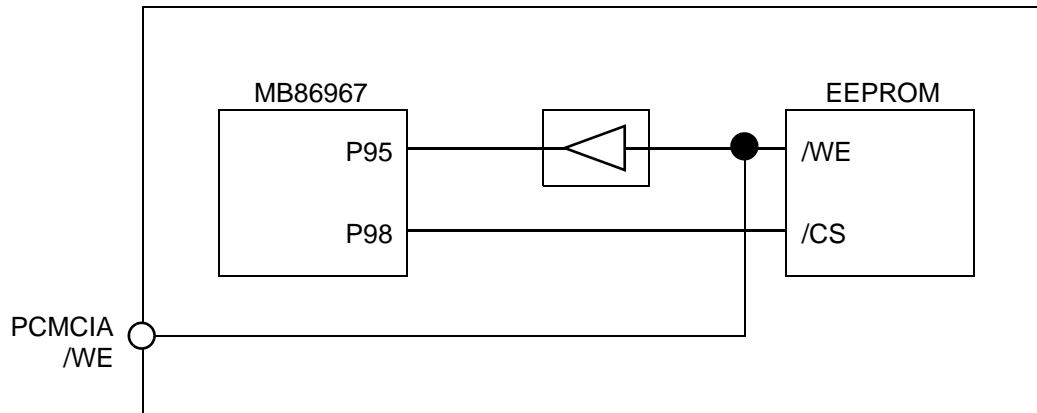 MB86967
EEPROM
P95
/WE
P98
/CS
PCMCIA
/WE